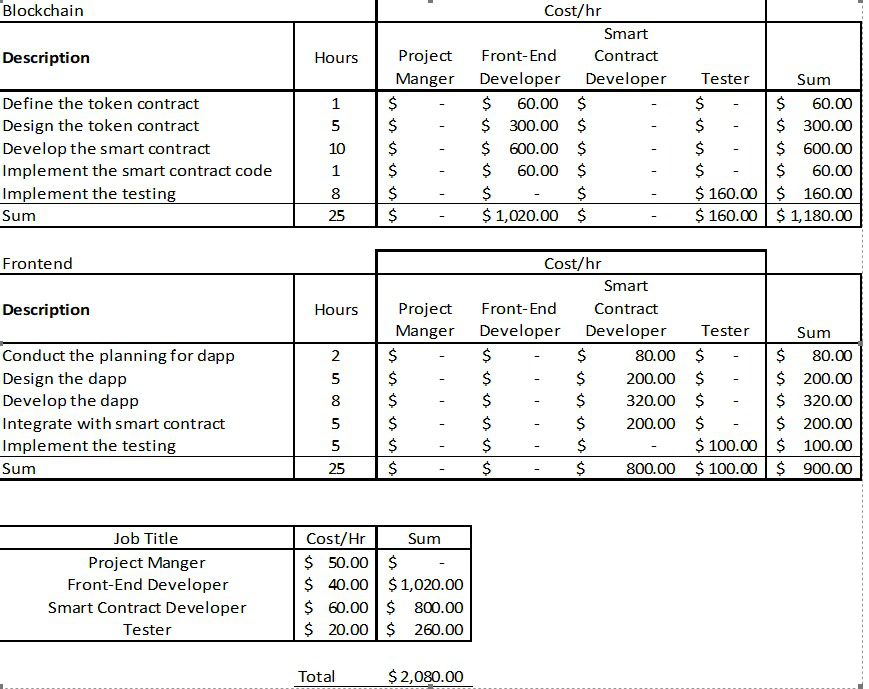 Blockchain Cost/hr
Description Hours Project Manger Front-End Developer Smart Contract Developer Tester Sum
Define the token contract 1 $ - $ 60.00 $ - $ - $ 60.00
Design the token contract 5 $ - $ 300.00 $ - $ - $ 300.00
Develop the smart contract 10 $ - $ 600.00 $ - $ - $ 600.00
Implement the smart contract code 1 $ - $ 60.00 $ - $ - $ 60.00
Implement the testing 8 $ - $ - $ - $ 160.00 $ 160.00
Sum 25 $ - $ 1,020.00 $ - $ 160.00 $ 1,180.00
Frontend Cost/hr
Description Hours Project Manger Front-End Developer Smart Contract Developer Tester Sum
Conduct the planning for dapp 2 $ - $ - $ 80.00 $ - $ 80.00
Design the dapp 5 $ - $ - $ 200.00 $ - $ 200.00
Develop the dapp 8 $ - $ - $ 320.00 $ - $ 320.00
Integrate with smart contract 5 $ - $ - $ 200.00 $ - $ 200.00
Implement the testing 5 $ - $ - $ - $ 100.00 $ 100.00
Sum 25 $ - $ - $ 800.00 $ 100.00 $ 900.00
Job Title Cost/Hr Sum
Project Manger $ 50.00 $ -
Front-End Developer $ 40.00 $ 1,020.00
Smart Contract Developer $ 60.00 $ 800.00
Tester $ 20.00 $ 260.00
Total $ 2,080.00